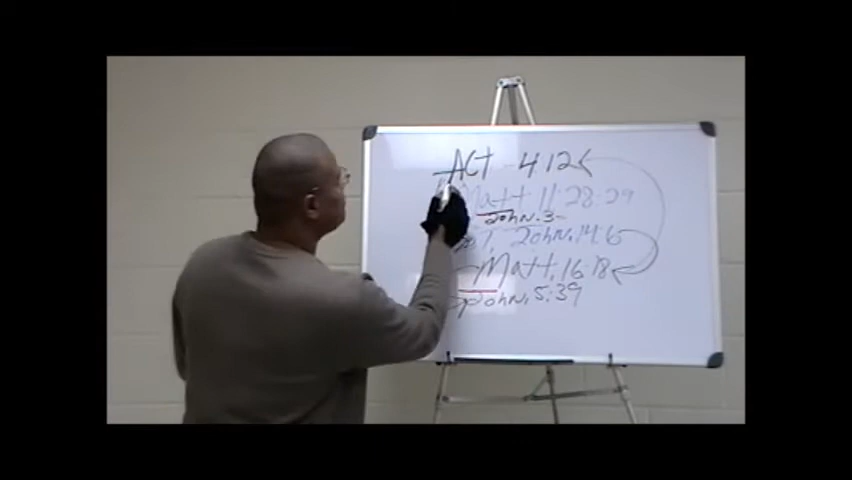 ACT 4:12
Matt 11:28:29
John.3-
John.14:6
Matt.16 18
John.5:39